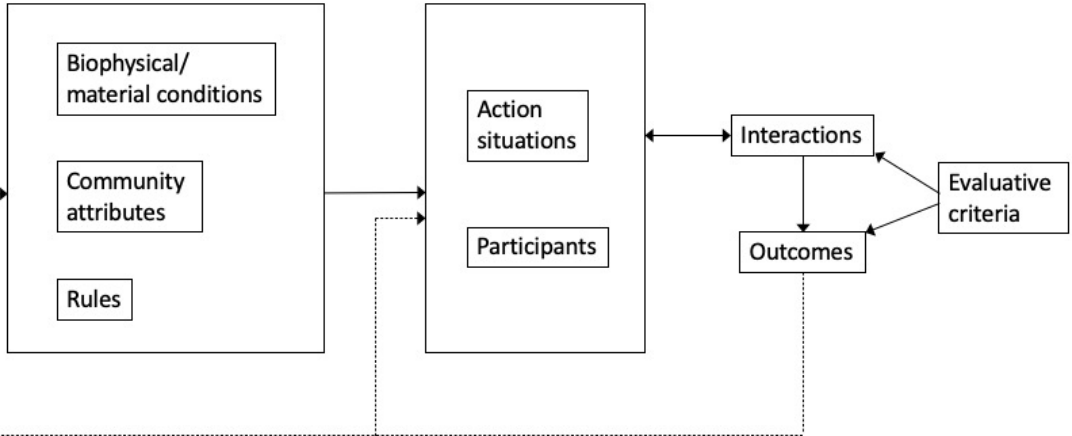 Biophysical/
material conditions
Community
attributes
Rules
Action
situations
Participants
Interactions
Outcomes
Evaluative
criteria